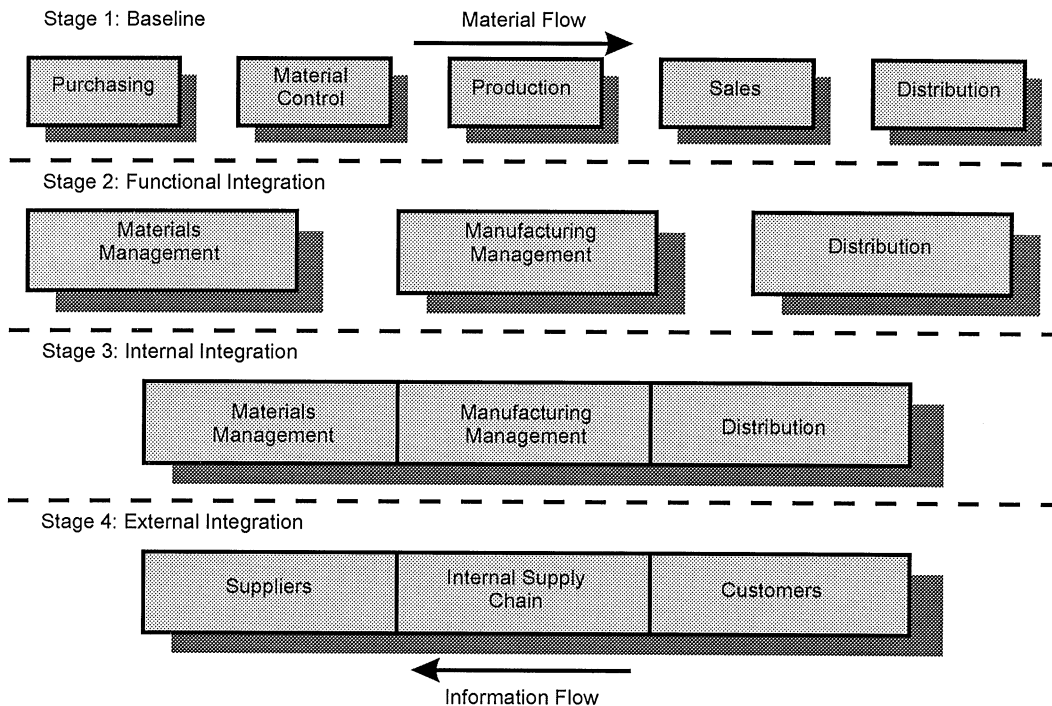 Stage 1: Baseline
Material Flow
Purchasing
Material
Control
Production
Sales
Distribution
Stage 2: Functional Integration
Materials
Management
Manufacturing
Management
Distribution
Stage 3: Internal Integration
Materials
Management
Manufacturing
Management
Distribution
Stage 4: External Integration
Suppliers
Internal Supply
Chain
Customers
Information Flow